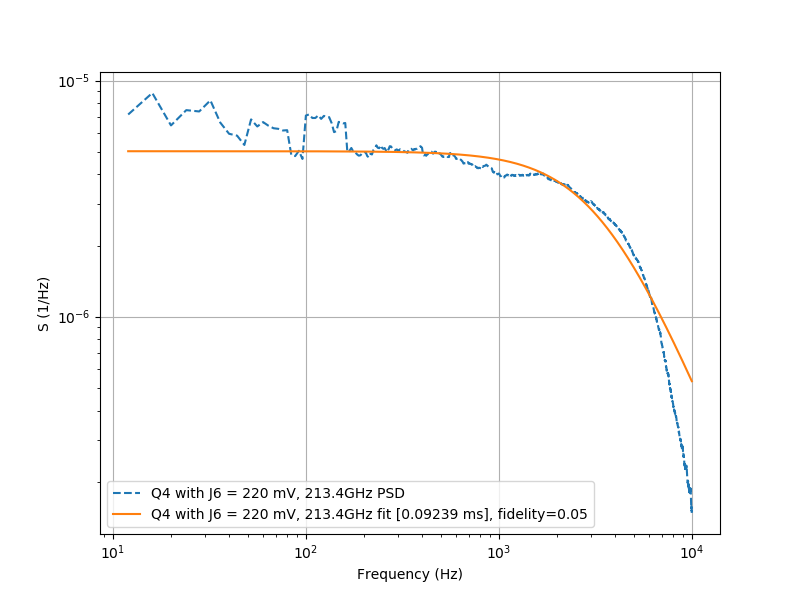 10⁻⁵
10⁻⁶
S (1/Hz)
Q4 with J6 = 220 mV, 213.4GHz PSD
Q4 with J6 = 220 mV, 213.4GHz fit [0.09239 ms], fidelity=0.05
10¹ 10² 10³ 10⁴
Frequency (Hz)